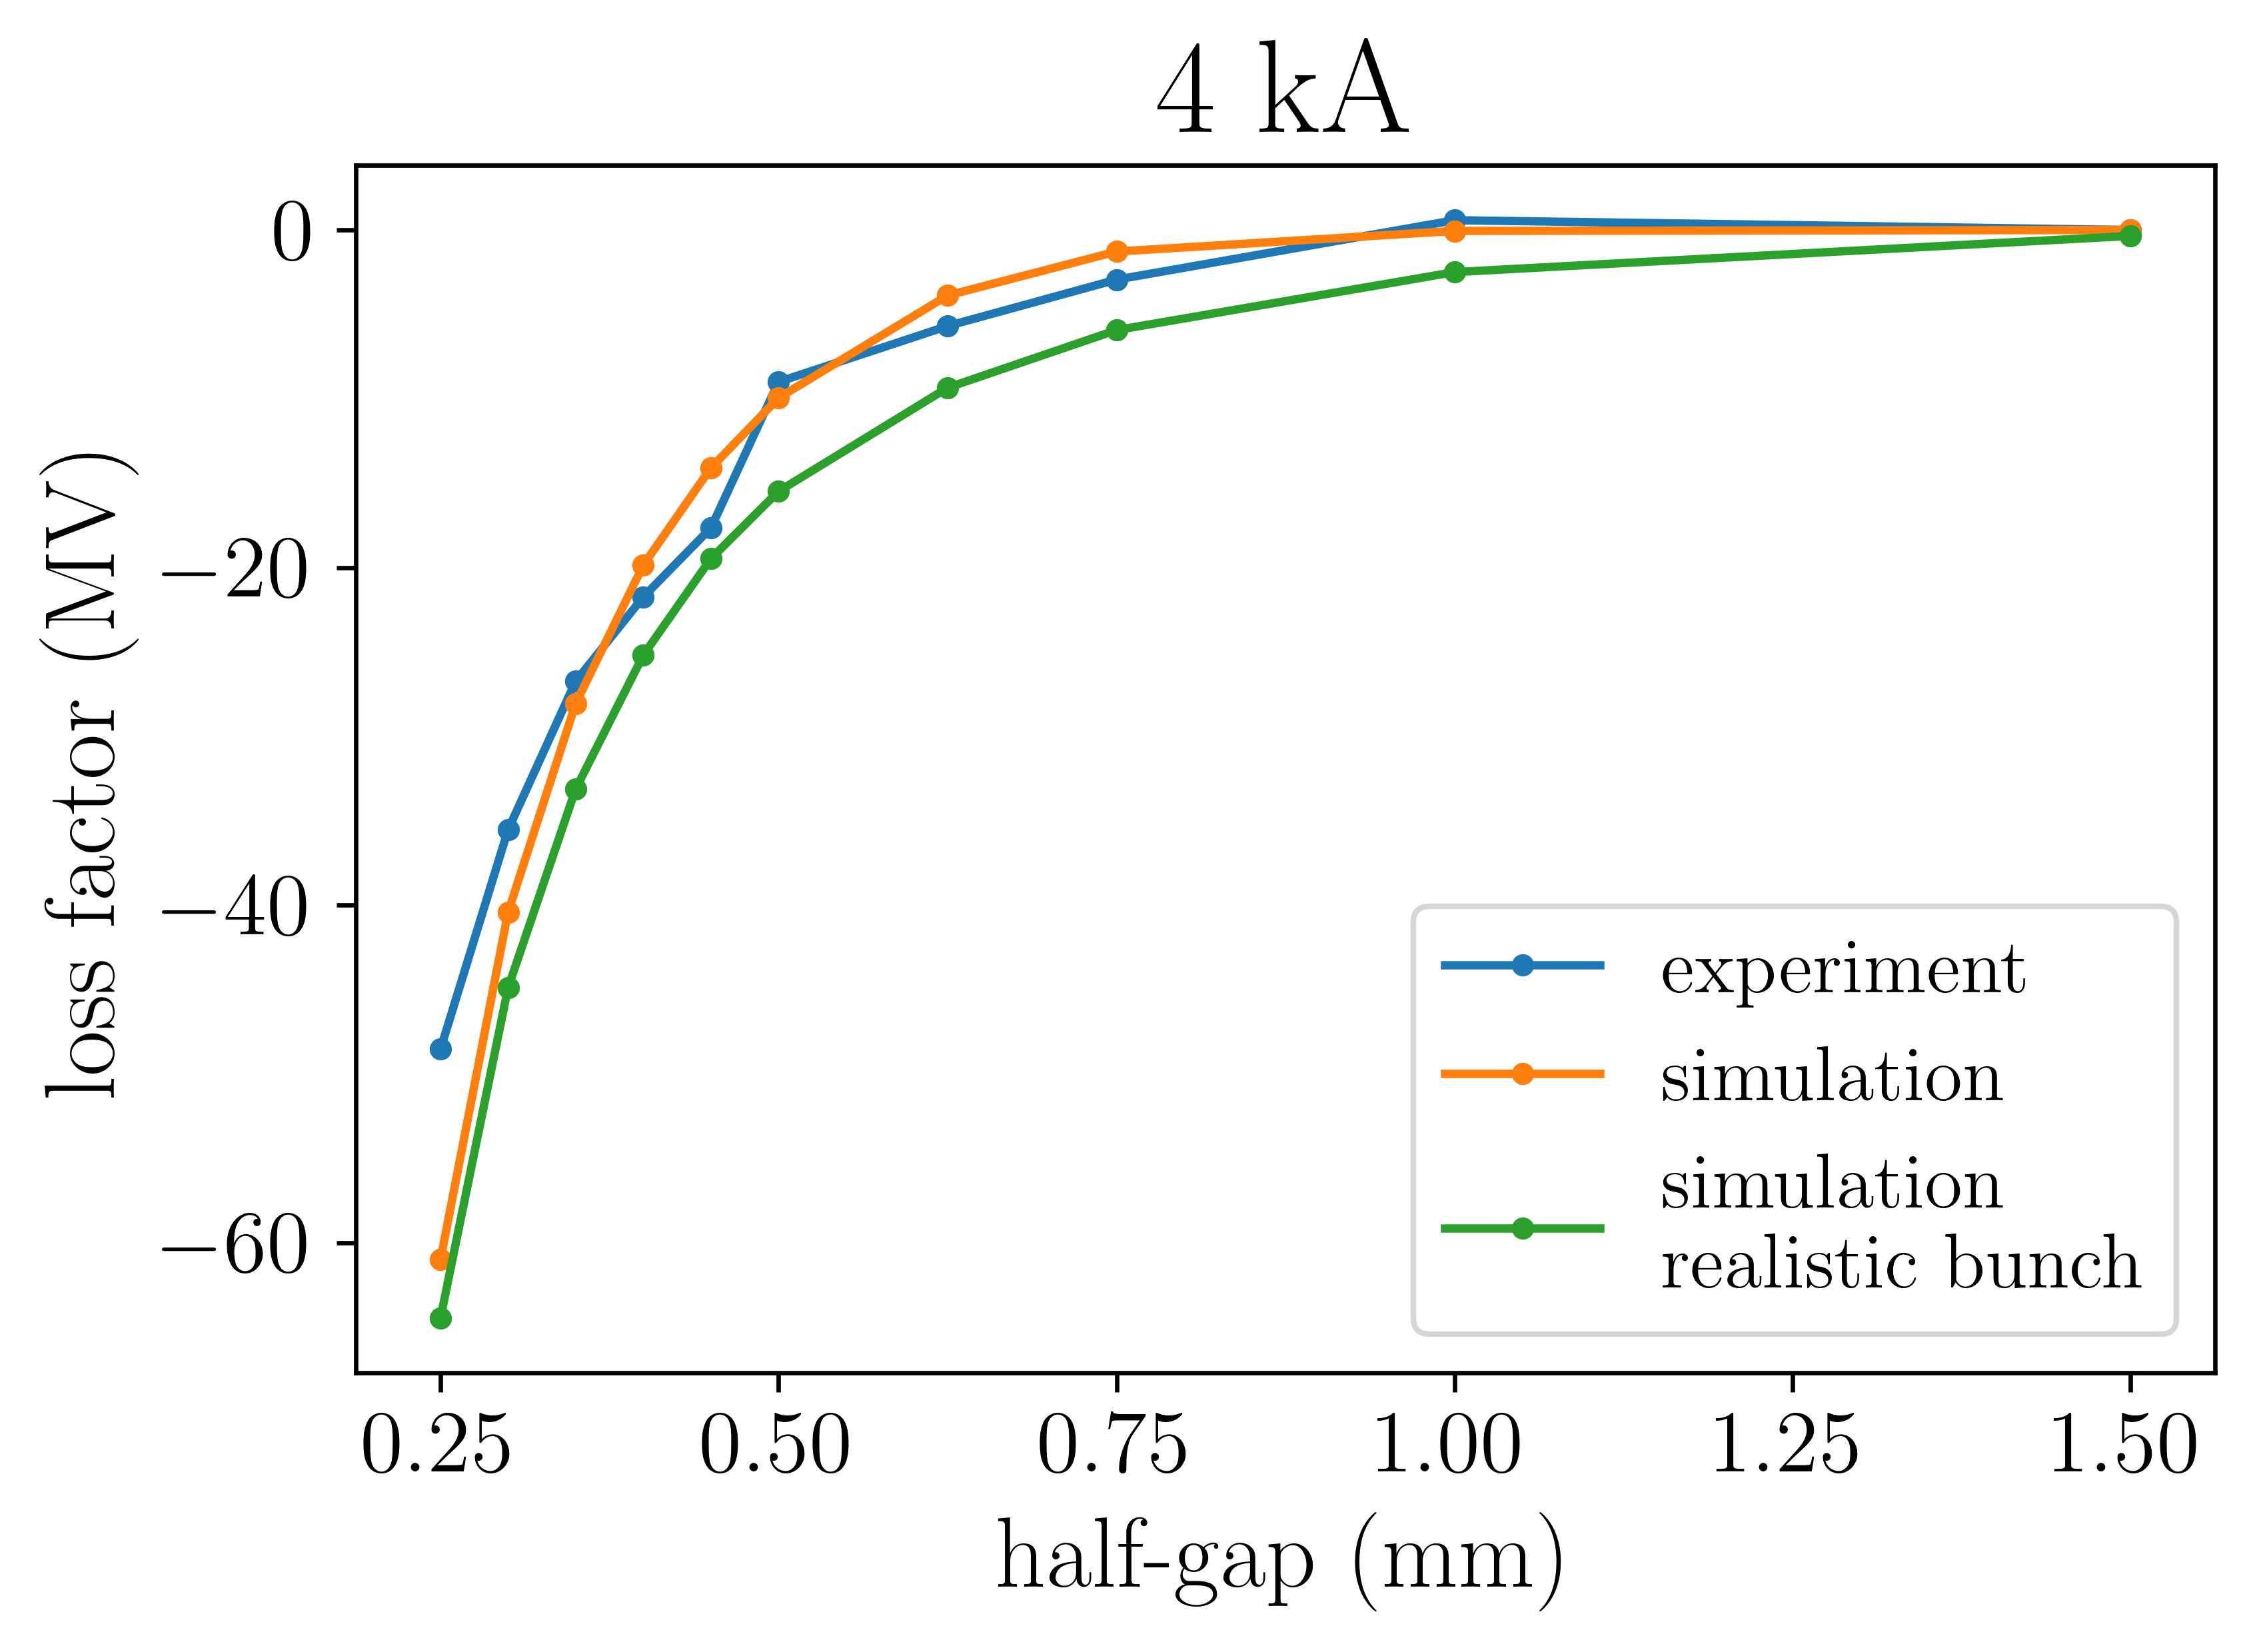 4 kA
loss factor (MV)
0
−20
−40
−60
experiment
simulation
simulation
realistic bunch
0.25 0.50 0.75 1.00 1.25 1.50
half-gap (mm)